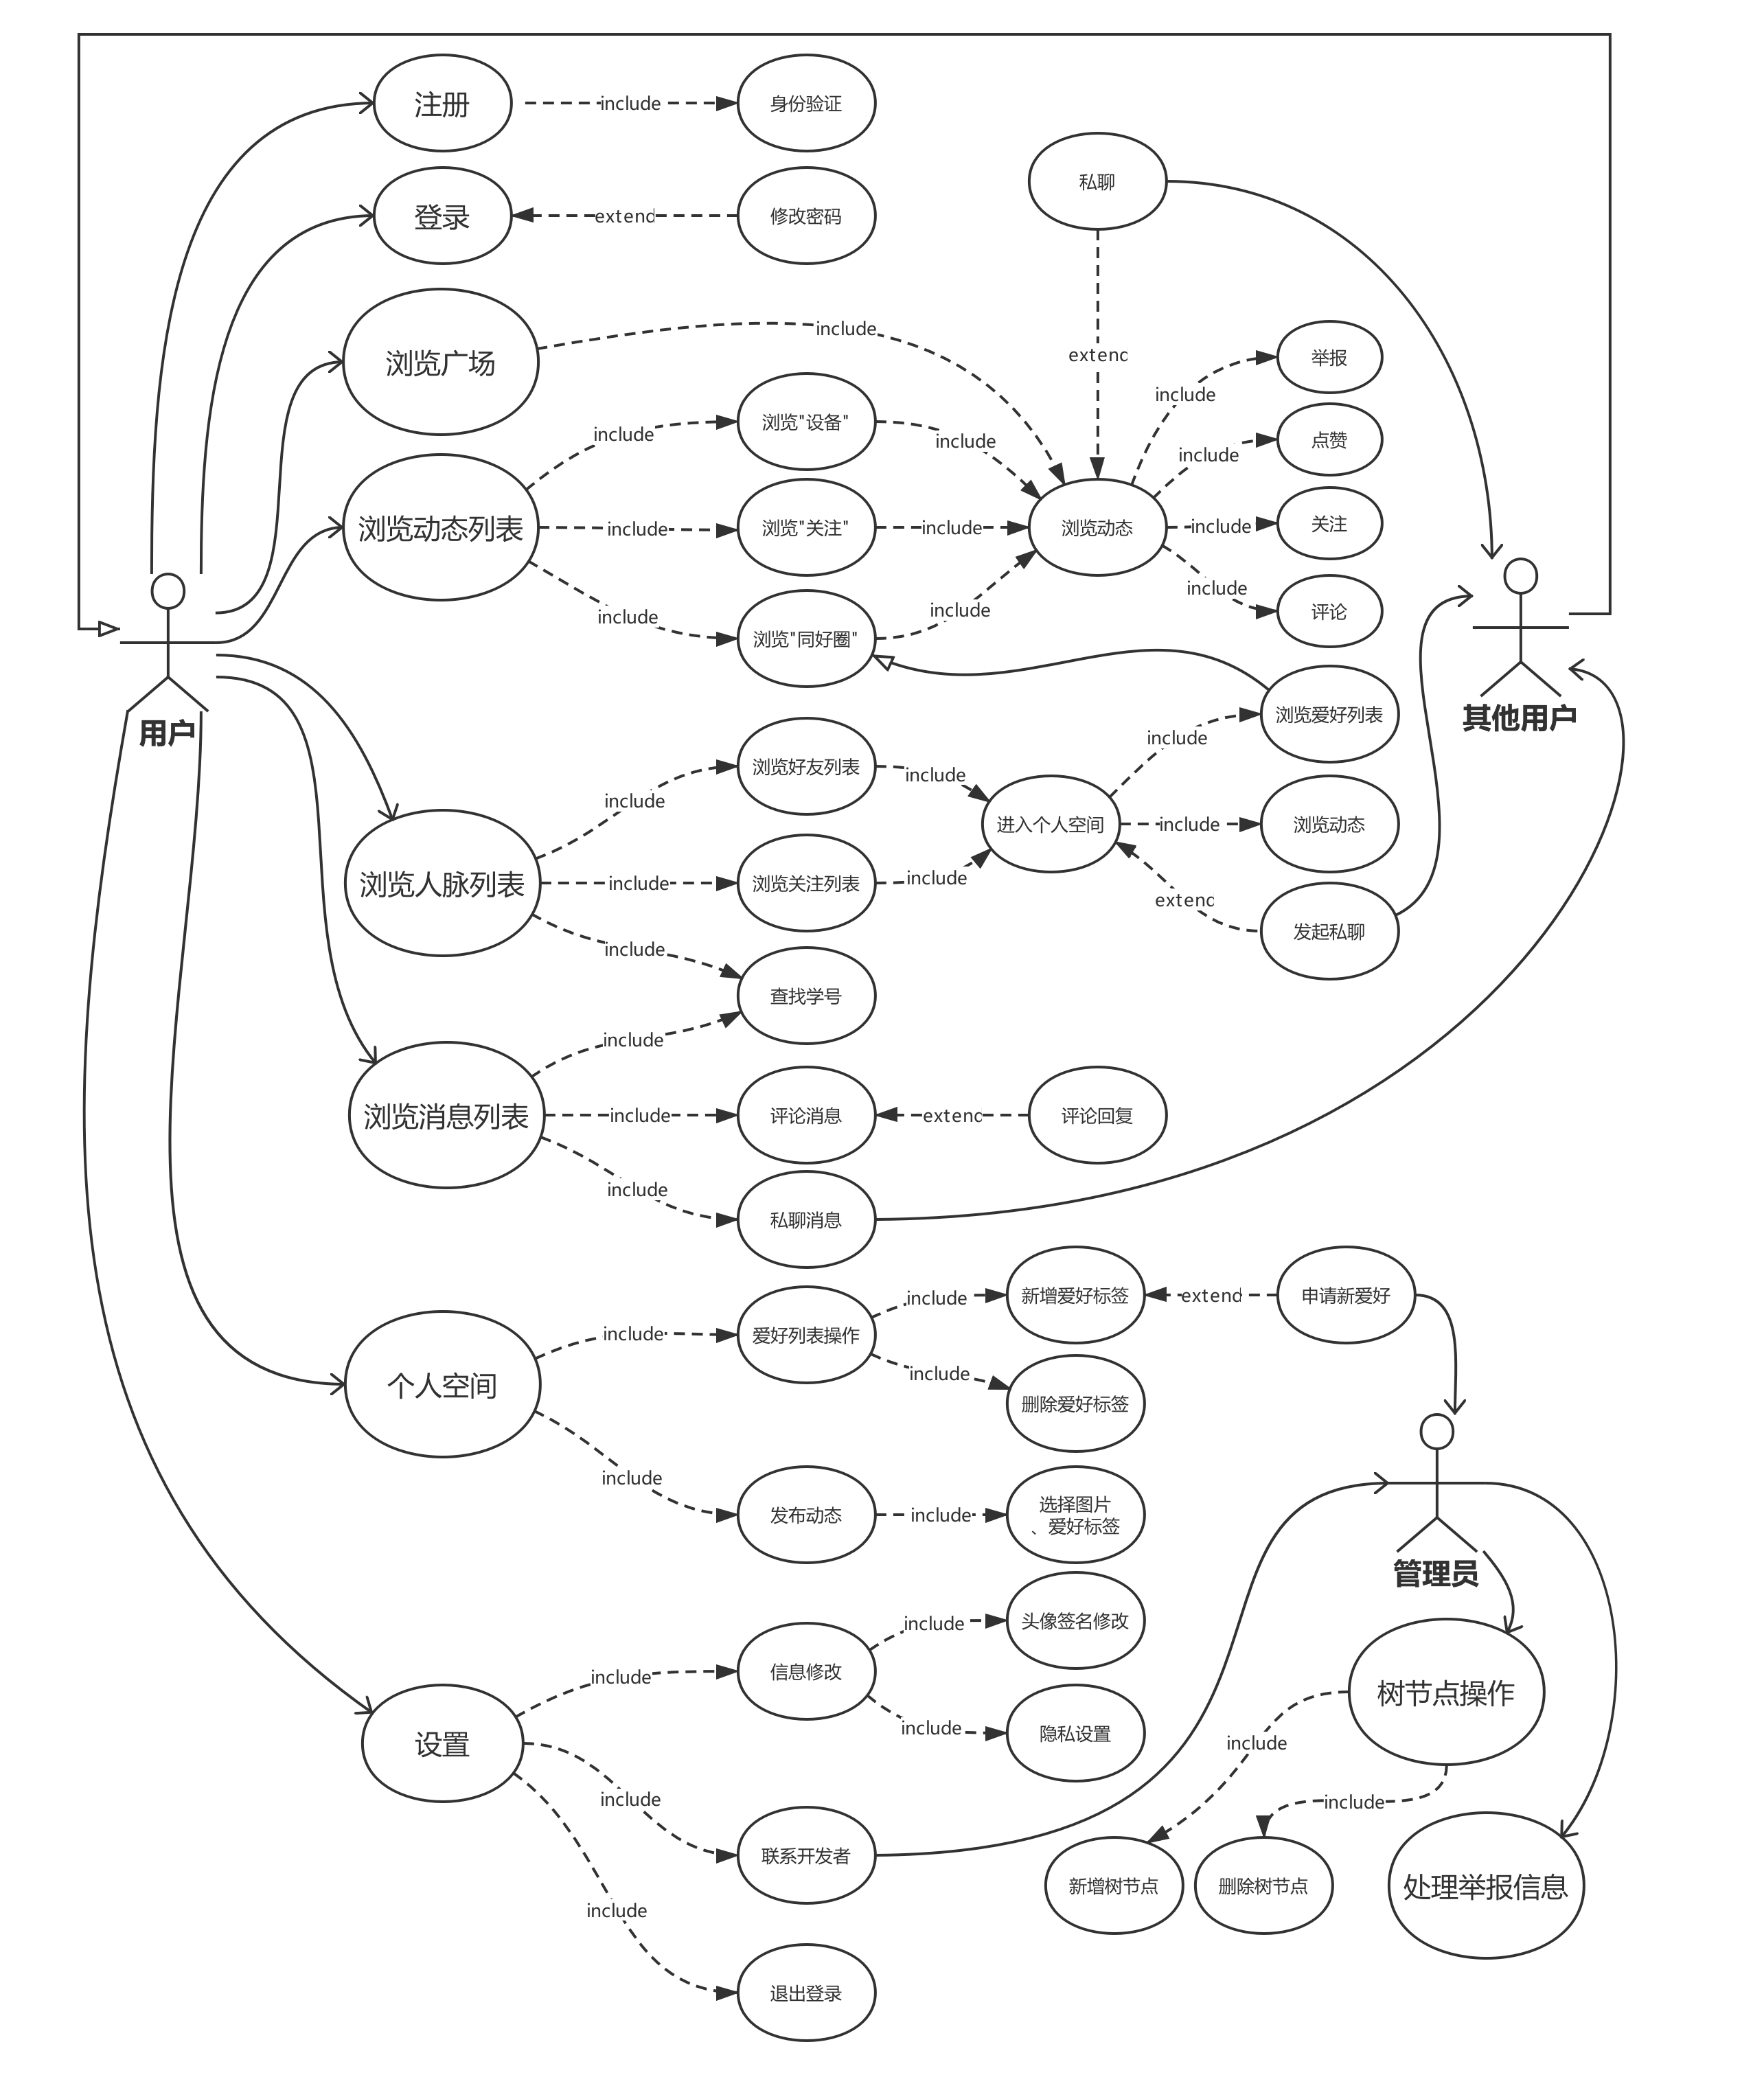 注册
include
身份验证
私聊
登录
extend
修改密码
浏览广场
include
extend
举报
include
浏览"设备"
include
include
点赞
include
浏览动态列表
include
浏览"关注"
include
浏览动态
include
关注
include
浏览"同好圈"
include
include
评论
用户
其他用户
浏览爱好列表
include
浏览好友列表
include
include
进入个人空间
include
浏览动态
浏览人脉列表
include
浏览关注列表
include
extend
发起私聊
include
查找学号
include
浏览消息列表
include
评论消息
extend
评论回复
include
私聊消息
新增爱好标签
extend
申请新爱好
include
爱好列表操作
include
个人空间
include
删除爱好标签
include
发布动态
include
选择图片
、爱好标签
管理员
头像签名修改
include
信息修改
include
include
隐私设置
树节点操作
设置
include
include
include
联系开发者
新增树节点
删除树节点
处理举报信息
include
退出登录